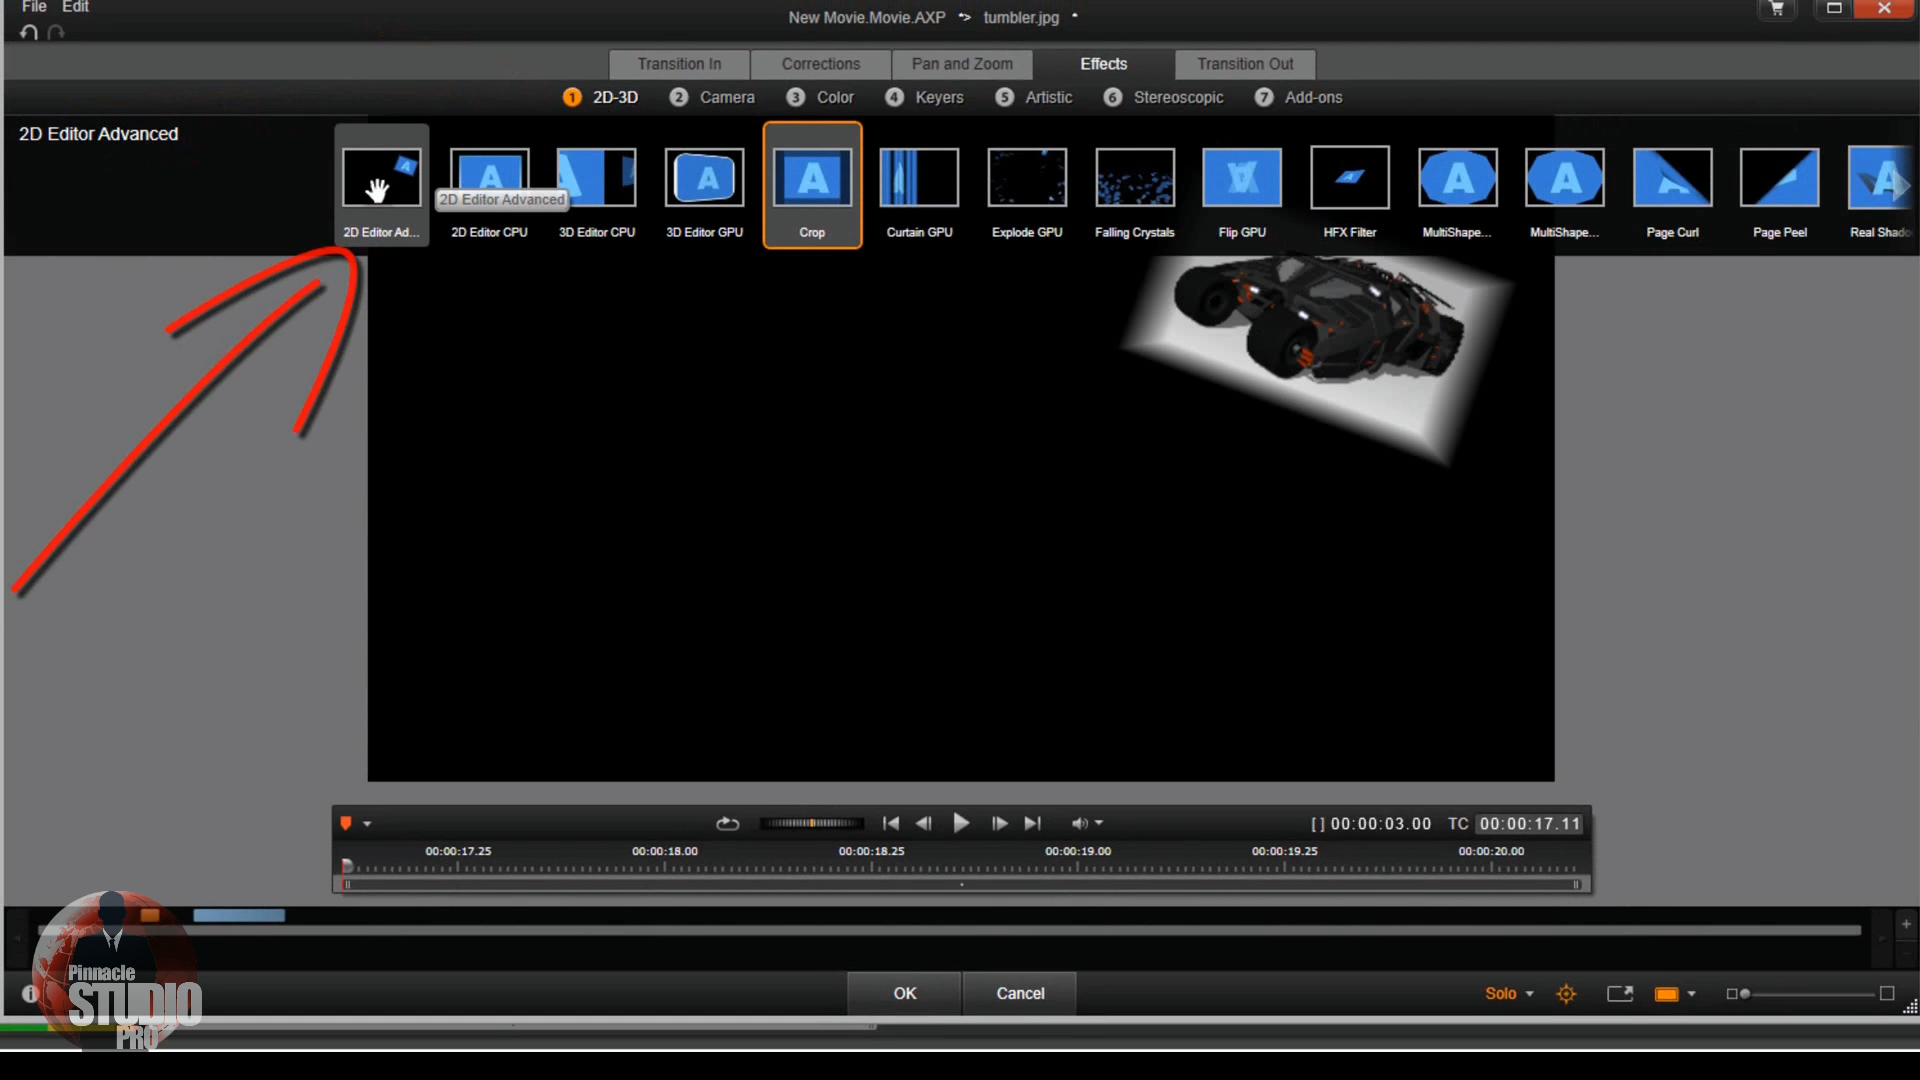 File Edit
New Movie.Movie.AXP *> tumbler.jpg *
Transition In Corrections Pan and Zoom Effects Transition Out
1 2D-3D 2 Camera 3 Color 4 Keyers 5 Artistic 6 Stereoscopic 7 Add-ons
2D Editor Advanced
2D Editor Advanced
2D Editor Ad... 2D Editor CPU 3D Editor CPU 3D Editor GPU Crop Curtain GPU Explode GPU Falling Crystals Flip GPU HFX Filter MultiShape... MultiShape... Page Curl Page Peel Real Shado
[ ] 00:00:03.00 TC 00:00:17.11
00:00:17.25 00:00:18.00 00:00:18.25 00:00:19.00 00:00:19.25 00:00:20.00
Pinnacle
STUDIO
PRO
OK Cancel Solo